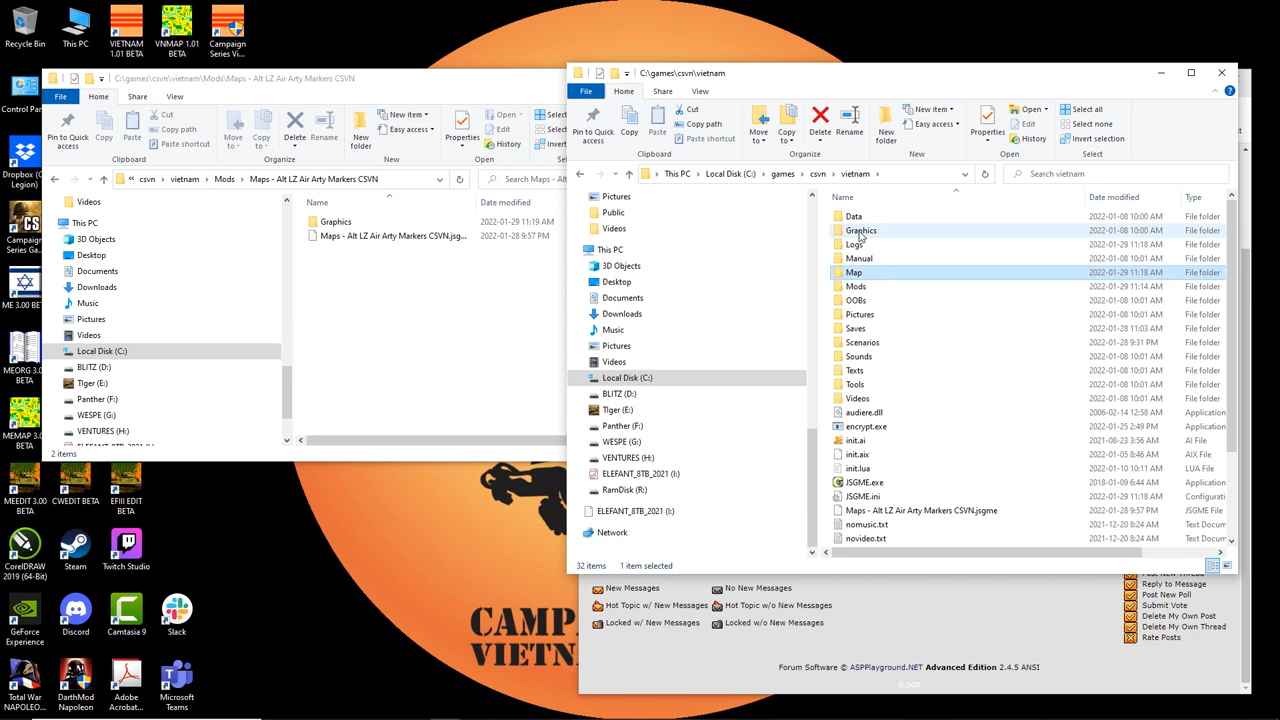 Recycle Bin
This PC
VIETNAM 1.01 BETA
VNMAP 1.01 BETA
Campaign Series Vi...
Control Pan
Dropbox (C Legion)
Campaig Series
ME 3.00 BE
MEORG 3.0 BETA
MEMAP 3.0 BETA
MEEDIT 3.00 BETA
CWEDIT BETA
EFIII EDIT BETA
CorelDRAW 2019 (64-Bit)
Steam
Twitch Studio
GeForce Experience
Discord
Camtasia 9
Slack
Total War NAPOLEO...
DarthMod Napoleon
Adobe Acrobat...
Microsoft Teams
C:\games\csvn\vietnam\Mods\Maps - Alt LZ Air Arty Markers CSVN
File Home Share View
Pin to Quick access
Copy
Paste
Cut
Copy path
Paste shortcut
Clipboard
Move to
Copy to
Delete
Rename
Organize
New folder
New item
Easy access
New
Properties
Open
Edit
History
Open
Selec
Selec
Inver
« csvn › vietnam › Mods › Maps - Alt LZ Air Arty Markers CSVN
Search Maps - Alt
Videos
This PC
3D Objects
Desktop
Documents
Downloads
Music
Pictures
Videos
Local Disk (C:)
BLITZ (D:)
Tiger (E:)
Panther (F:)
WESPE (G:)
VENTURES (H:)
ELEFANT_8TB_2021 (I:)
Name Date modified
Graphics 2022-01-29 11:19 AM
Maps - Alt LZ Air Arty Markers CSVN.jsg... 2022-01-28 9:57 PM
2 items
C:\games\csvn\vietnam
File Home Share View
Pin to Quick access
Copy
Paste
Cut
Copy path
Paste shortcut
Clipboard
Move to
Copy to
Delete
Rename
Organize
New folder
New item
Easy access
New
Properties
Open
Edit
History
Open
Select all
Select none
Invert selection
Select
› This PC › Local Disk (C:) › games › csvn › vietnam ›
Search vietnam
Pictures
Public
Videos
This PC
3D Objects
Desktop
Documents
Downloads
Music
Pictures
Videos
Local Disk (C:)
BLITZ (D:)
Tiger (E:)
Panther (F:)
WESPE (G:)
VENTURES (H:)
ELEFANT_8TB_2021 (I:)
RamDisk (R:)
ELEFANT_8TB_2021 (I:)
Network
Name Date modified Type
Data 2022-01-08 10:00 AM File folder
Graphics 2022-01-08 10:00 AM File folder
Logs 2022-01-29 11:18 AM File folder
Manual 2022-01-08 10:01 AM File folder
Map 2022-01-29 11:18 AM File folder
Mods 2022-01-29 11:14 AM File folder
OOBs 2022-01-08 10:01 AM File folder
Pictures 2022-01-08 10:01 AM File folder
Saves 2022-01-28 11:03 AM File folder
Scenarios 2022-01-28 9:31 PM File folder
Sounds 2022-01-08 10:01 AM File folder
Texts 2022-01-08 10:01 AM File folder
Tools 2022-01-08 10:01 AM File folder
Videos 2022-01-08 10:01 AM File folder
audiere.dll 2006-02-14 12:58 AM Application
encrypt.exe 2022-01-25 2:49 PM Application
init.ai 2021-08-23 3:56 AM AI File
init.aix 2022-01-05 8:46 AM AIX File
init.lua 2022-01-10 10:11 AM LUA File
JSGME.exe 2018-01-09 6:44 AM Application
JSGME.ini 2022-01-29 11:18 AM Configurati
Maps - Alt LZ Air Arty Markers CSVN.jsgme 2022-01-28 9:57 PM JSGME File
nomusic.txt 2021-12-20 8:24 AM Text Docum
novideo.txt 2021-12-20 8:24 AM Text Docum
32 items 1 item selected
CAMP
VIETN
New Messages No New Messages
Hot Topic w/ New Messages Hot Topic w/o New Messages
Locked w/ New Messages Locked w/o New Messages
Post New Thread
Reply to Message
Post New Poll
Submit Vote
Delete My Own Post
Delete My Own Thread
Rate Posts
Forum Software © ASPPlayground.NET Advanced Edition 2.4.5 ANSI
0.508